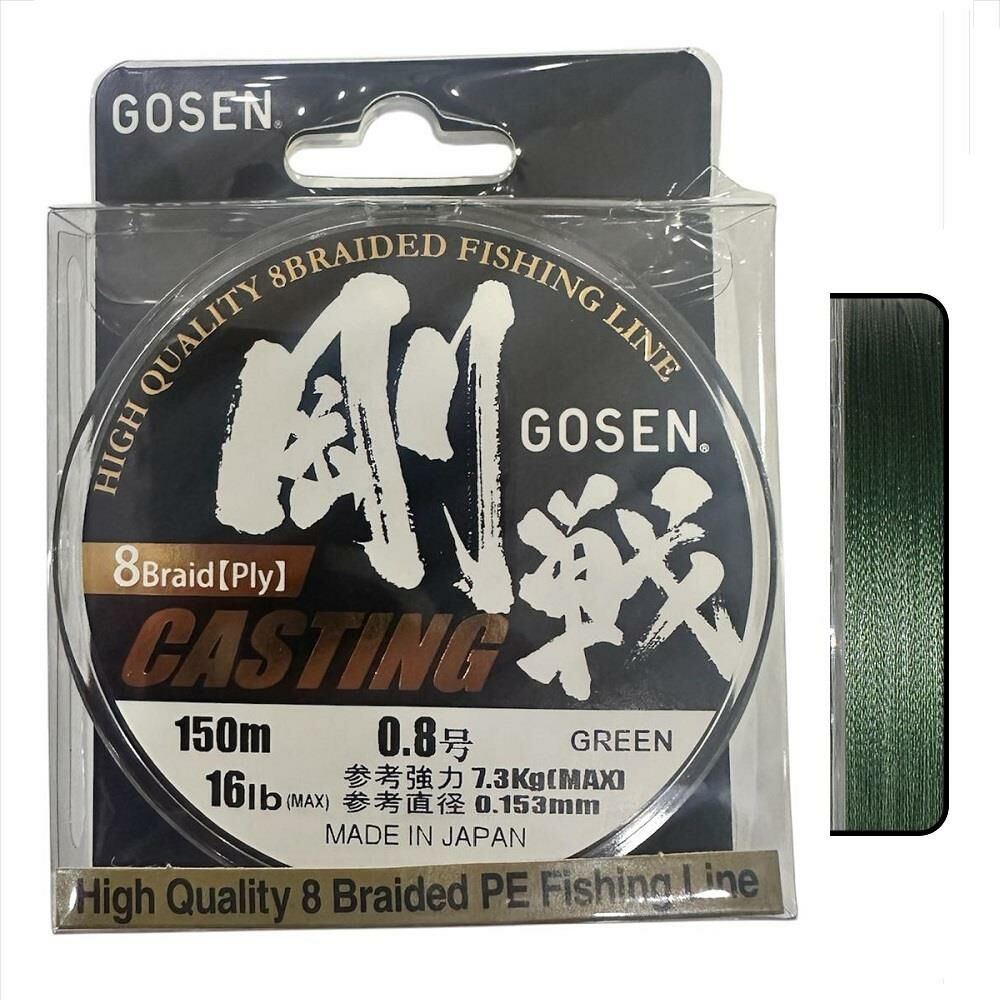 GOSEN®
HIGH QUALITY 8BRAIDED FISHING LINE
剛戦
GOSEN®
8Braid【Ply】
CASTING
150m 0.8号 GREEN
16lb(MAX) 参考強力 7.3Kg(MAX)
参考直径 0.153mm
MADE IN JAPAN
High Quality 8 Braided PE Fishing Line